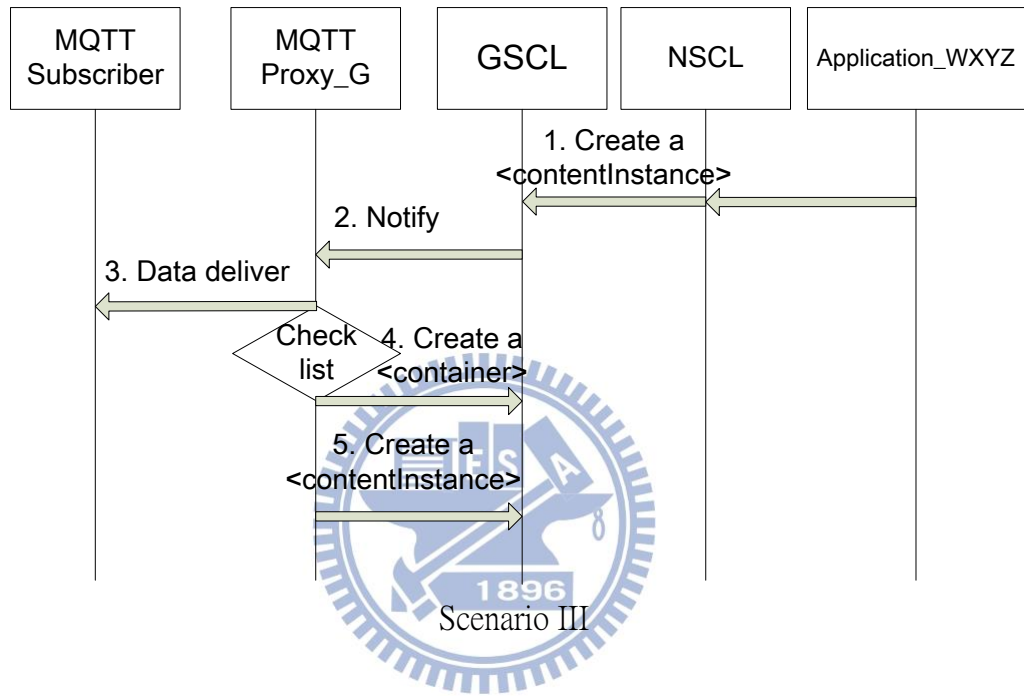 MQTT
Subscriber
MQTT
Proxy_G
GSCL
NSCL
Application_WXYZ
1. Create a
<contentInstance>
2. Notify
3. Data deliver
Check
list
4. Create a
<container>
5. Create a
<contentInstance>
E S A
8
1896
Scenario III